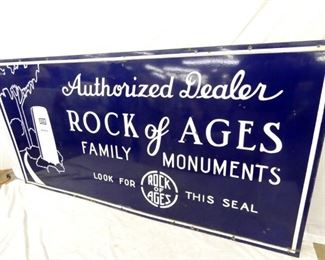 Authorized Dealer
ROCK of AGES
FAMILY MONUMENTS
LOOK FOR ROCK OF AGES THIS SEAL